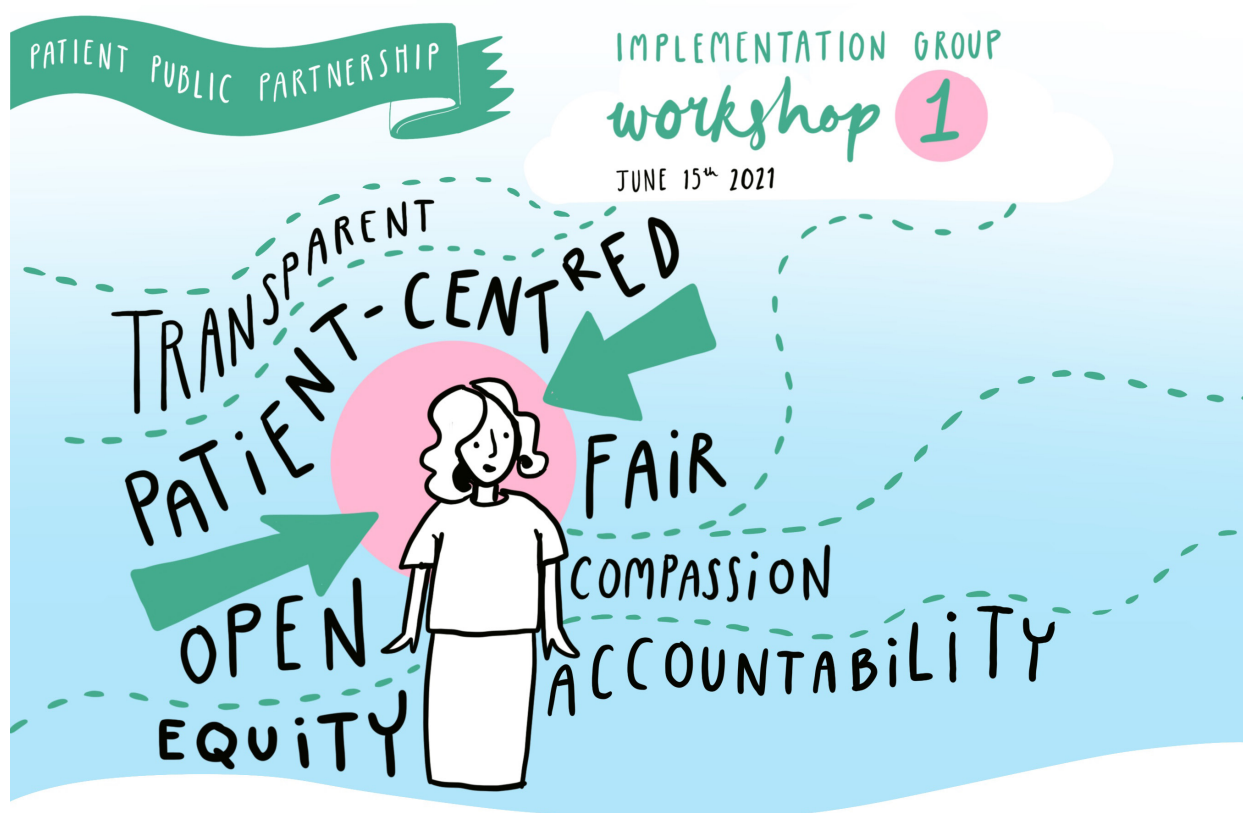 PATIENT PUBLIC PARTNERSHIP
IMPLEMENTATION GROUP
workshop 1
JUNE 15th 2021
TRANSPARENT
PATiENT-CENTRED
FAiR
COMPASSiON
OPEN
ACCOUNTABiLiTY
EQUiTY